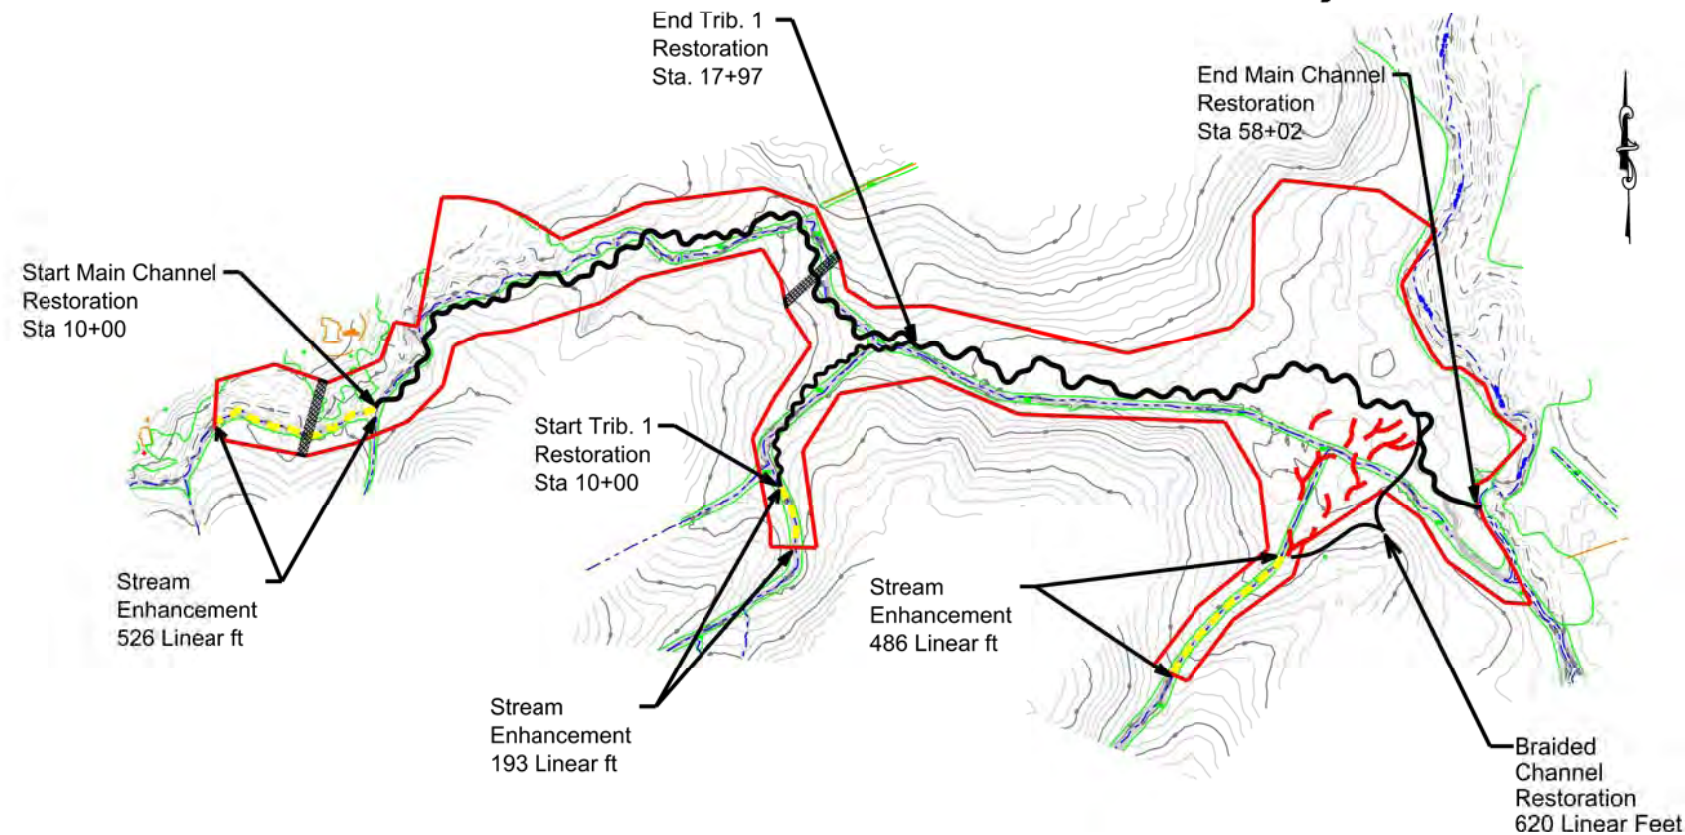 End Trib. 1
Restoration
Sta. 17+97
End Main Channel
Restoration
Sta 58+02
Start Main Channel
Restoration
Sta 10+00
Start Trib. 1
Restoration
Sta 10+00
Stream
Enhancement
526 Linear ft
Stream
Enhancement
486 Linear ft
Stream
Enhancement
193 Linear ft
Braided
Channel
Restoration
620 Linear Feet